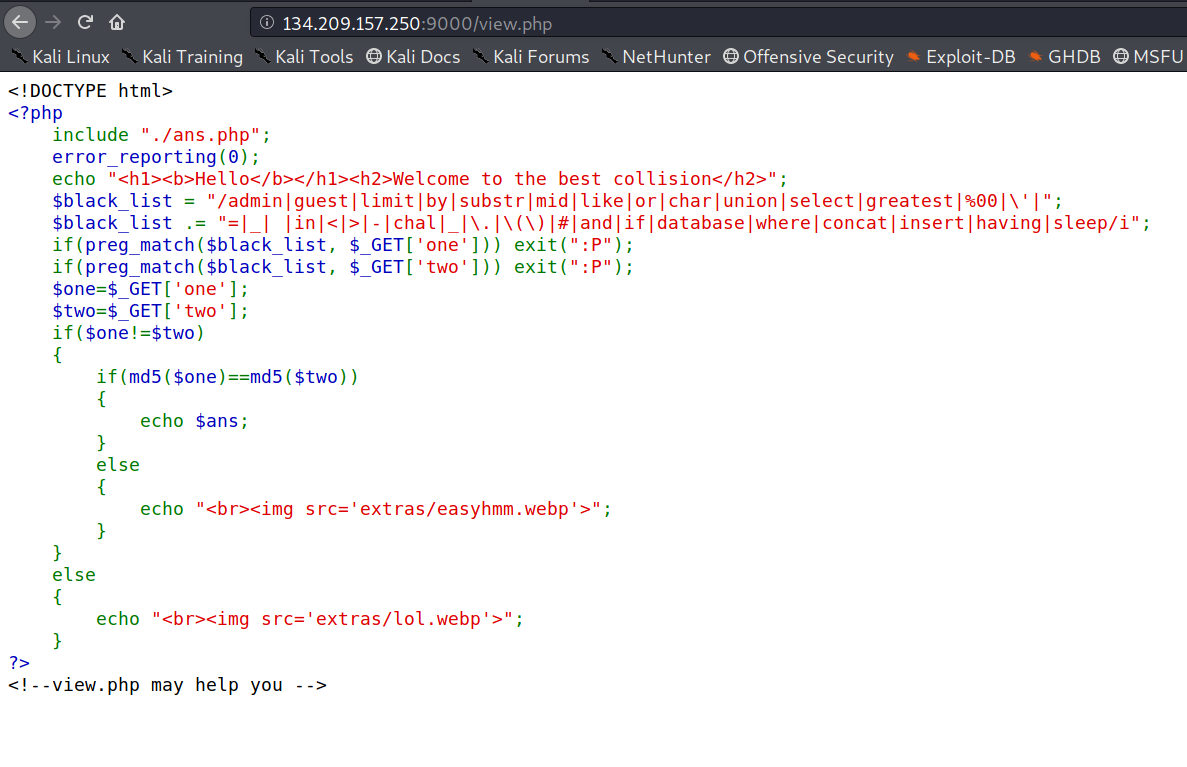 134.209.157.250:9000/view.php
Kali Linux Kali Training Kali Tools Kali Docs Kali Forums NetHunter Offensive Security Exploit-DB GHDB MSFU
<!DOCTYPE html>
<?php
    include "./ans.php";
    error_reporting(0);
    echo "<h1><b>Hello</b></h1><h2>Welcome to the best collision</h2>";
    $black_list = "/admin|guest|limit|by|substr|mid|like|or|char|union|select|greatest|%00|\'|";
    $black_list .= "=|_| |in|<|>|-|chal|_|\.|\(\)|#|and|if|database|where|concat|insert|having|sleep/i";
    if(preg_match($black_list, $_GET['one'])) exit(":P");
    if(preg_match($black_list, $_GET['two'])) exit(":P");
    $one=$_GET['one'];
    $two=$_GET['two'];
    if($one!=$two)
    {
        if(md5($one)==md5($two))
        {
            echo $ans;
        }
        else
        {
            echo "<br><img src='extras/easyhmm.webp'>";
        }
    }
    else
    {
        echo "<br><img src='extras/lol.webp'>";
    }
?>
<!--view.php may help you -->